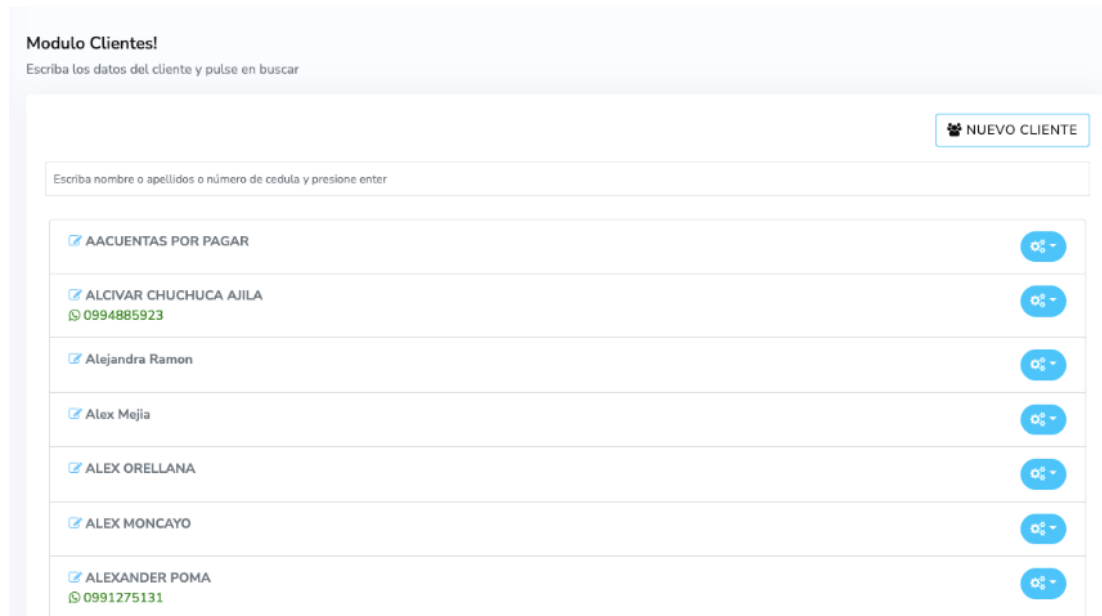 Modulo Clientes!
Escriba los datos del cliente y pulse en buscar
NUEVO CLIENTE
Escriba nombre o apellidos o número de cedula y presione enter
AACUENTAS POR PAGAR
ALCIVAR CHUCHUCA AJILA
0994885923
Alejandra Ramon
Alex Mejia
ALEX ORELLANA
ALEX MONCAYO
ALEXANDER POMA
0991275131